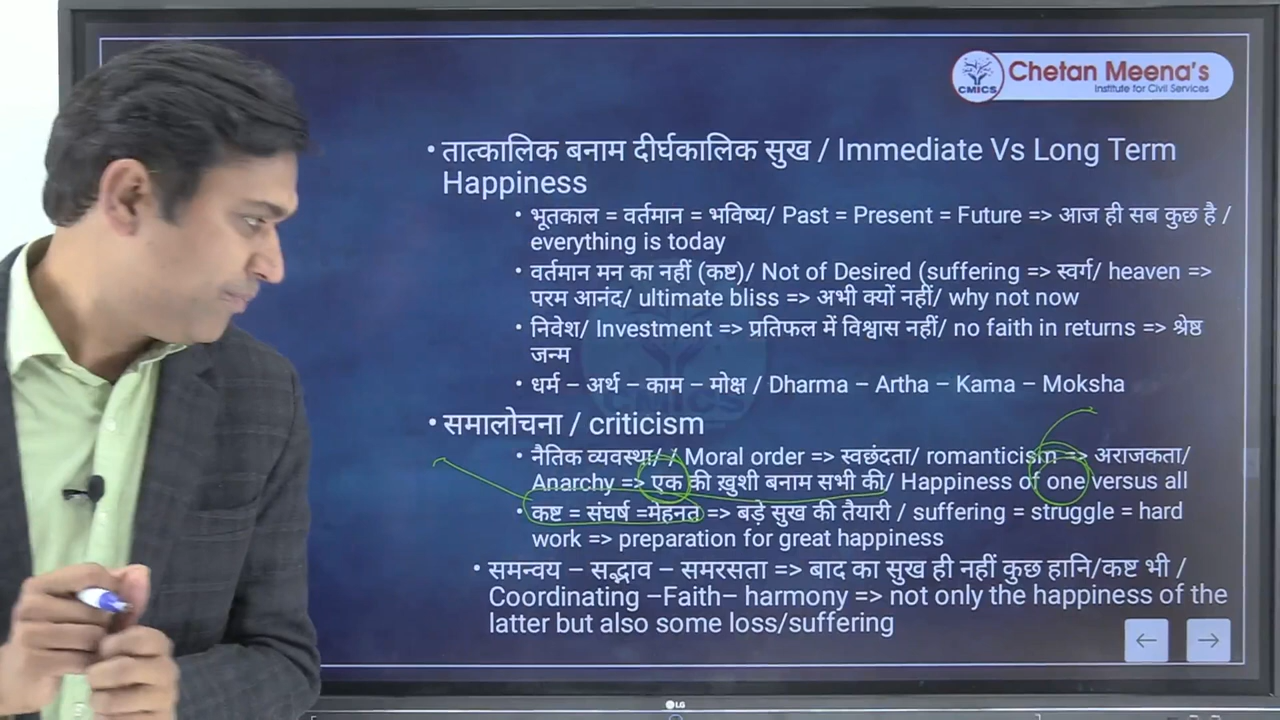 Chetan Meena's
Institute for Civil Services
CMICS
• तात्कालिक बनाम दीर्घकालिक सुख / Immediate Vs Long Term
Happiness
• भूतकाल = वर्तमान = भविष्य/ Past = Present = Future => आज ही सब कुछ है /
everything is today
• वर्तमान मन का नहीं (कष्ट)/ Not of Desired (suffering => स्वर्ग/ heaven =>
परम आनंद/ ultimate bliss => अभी क्यों नहीं/ why not now
• निवेश/ Investment => प्रतिफल में विश्वास नहीं/ no faith in returns => श्रेष्ठ
जन्म
• धर्म – अर्थ – काम – मोक्ष / Dharma – Artha – Kama – Moksha
• समालोचना / criticism
• नैतिक व्यवस्था/ / Moral order => स्वछंदता/ romanticism => अराजकता/
Anarchy => एक की ख़ुशी बनाम सभी की/ Happiness of one versus all
• कष्ट = संघर्ष =मेहनत => बड़े सुख की तैयारी / suffering = struggle = hard
work => preparation for great happiness
• समन्वय – सद्भाव – समरसता => बाद का सुख ही नहीं कुछ हानि/कष्ट भी /
Coordinating –Faith– harmony => not only the happiness of the
latter but also some loss/suffering
LG